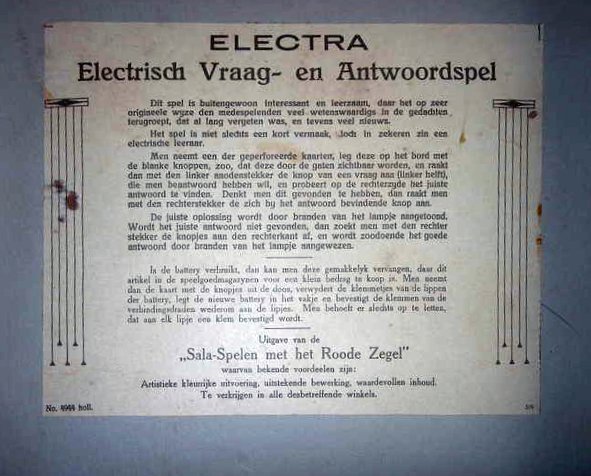 ELECTRA
Electrisch Vraag- en Antwoordspel
Dit spel is buitengewoon interessant en leerzaam, daar het op zeer
origineele wyze den medespelenden veel wetenswaardigs in de gedachten
terugroept, dat al lang vergeten was, en tevens veel nieuws.
Het spel is niet slechts een kort vermaak, doch in zekeren zin een
electrische leeraar.
Men neemt een der geperforeerde kaarten, leg deze op het bord met
de blanke knoppen, zoo, dat deze door de gaten zichtbaar worden, en raakt
dan met den linker anodenstekker de knop van een vraag aan (linker helft),
die men beantwoord hebben wil, en probeert op de rechterzyde het juiste
antwoord te vinden. Denkt men dit gevonden te hebben, dan raakt men
met den rechterstekker de zich by het antwoord bevindende knop aan.
De juiste oplossing wordt door branden van het lampje aangetoond.
Wordt het juiste antwoord niet gevonden, dan zoekt men met den rechter
stekker de knopjes aan den rechterkant af, en wordt zoodoende het goede
antwoord door branden van het lampje aangewezen.
Is de battery verbruikt, dan kan men deze gemakkelyk vervangen, daar dit
artikel in de speelgoedmagazynen voor een klein bedrag te koop is. Men neemt
dan de kaart met de knoppen uit de doos, verwydert de klemmetjes van de lippen
der battery, legt de nieuwe battery in het vakje en bevestigt de klemmen van de
verbindingsdraden wederom aan de lipjes. Men behoeft er slechts op te letten,
dat aan elk lipje een klem bevestigd wordt.
Uitgave van de
„Sala-Spelen met het Roode Zegel"
waarvan bekende voordeelen zijn:
Artistieke kleurrijke uitvoering, uitstekende bewerking, waardevollen inhoud.
Te verkrijgen in alle desbetreffende winkels.
No. 4944 holl.